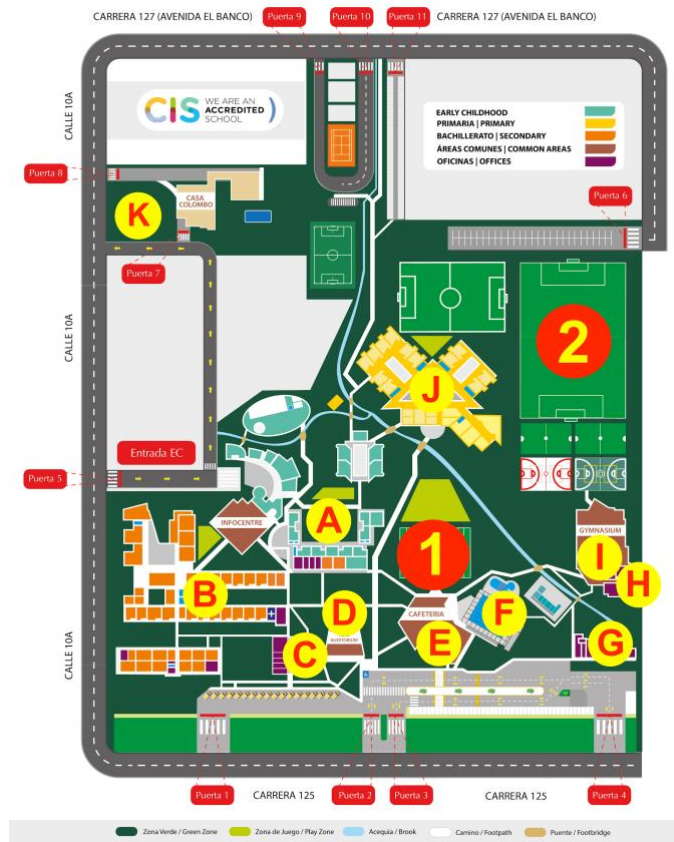 CARRERA 127 (AVENIDA EL BANCO)
Puerta 9
Puerta 10
Puerta 11
CARRERA 127 (AVENIDA EL BANCO)
CALLE 10A
CIS WE ARE AN
ACCREDITED
SCHOOL
EARLY CHILDHOOD
PRIMARIA | PRIMARY
BACHILLERATO | SECONDARY
ÁREAS COMUNES | COMMON AREAS
OFICINAS | OFFICES
Puerta 8
K
CASA
COLOMBO
Puerta 6
Puerta 7
CALLE 10A
2
J
Entrada EC
Puerta 5
INFOCENTRE
A
GYMNASIUM
1
I
H
B
D
CAFETERIA
F
AUDITORIUM
C
E
G
CALLE 10A
Puerta 1
CARRERA 125
Puerta 2
Puerta 3
CARRERA 125
Puerta 4
Zona Verde / Green Zone
Zona de Juego / Play Zone
Acequia / Brook
Camino / Footpath
Puente / Footbridge